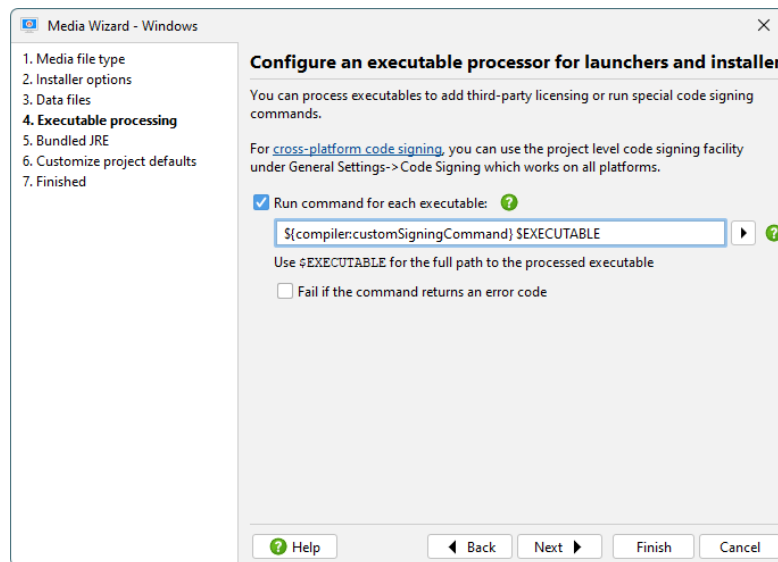 Media Wizard - Windows
1. Media file type
2. Installer options
3. Data files
4. Executable processing
5. Bundled JRE
6. Customize project defaults
7. Finished
Configure an executable processor for launchers and installer
You can process executables to add third-party licensing or run special code signing
commands.
For cross-platform code signing, you can use the project level code signing facility
under General Settings->Code Signing which works on all platforms.
Run command for each executable:
${compiler:customSigningCommand} $EXECUTABLE
Use $EXECUTABLE for the full path to the processed executable
Fail if the command returns an error code
Help
Back
Next
Finish
Cancel